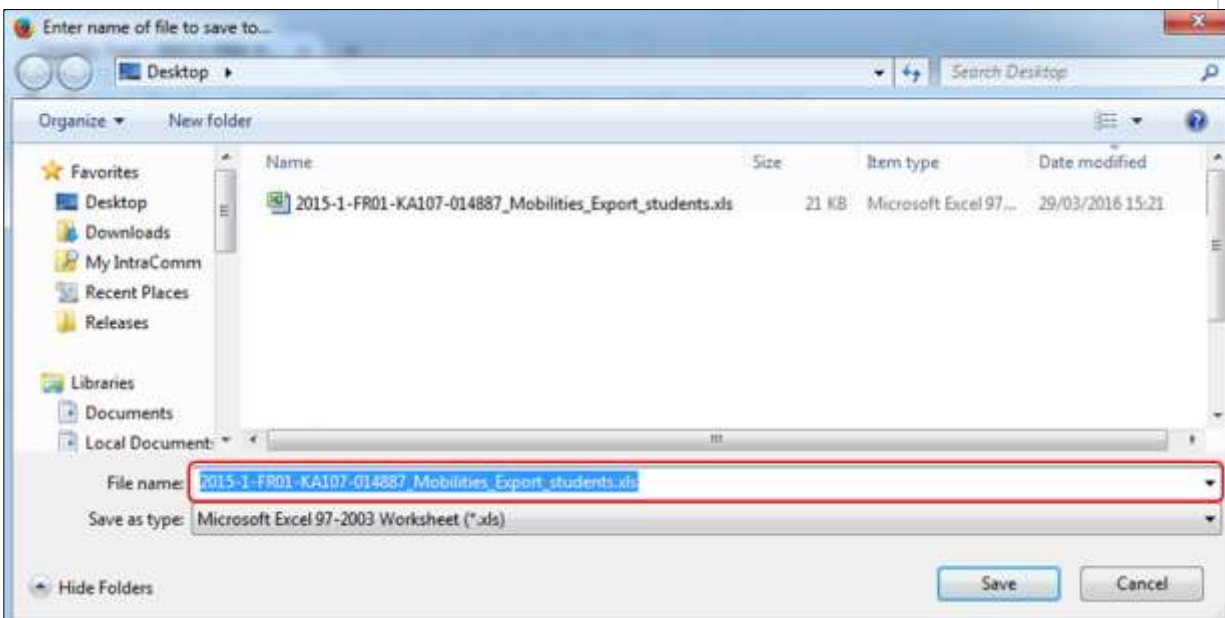 Enter name of file to save to...
Desktop
Search Desktop
Organize
New folder
Name
Size
Item type
Date modified
Favorites
2015-1-FR01-KA107-014887_Mobilities_Export_students.xls
21 KB
Microsoft Excel 97-...
29/03/2016 15:21
Desktop
Downloads
My IntraComm
Recent Places
Releases
Libraries
Documents
Local Document
File name:
2015-1-FR01-KA107-014887_Mobilities_Export_students.xls
Save as type:
Microsoft Excel 97-2003 Worksheet (*.xls)
Hide Folders
Save
Cancel